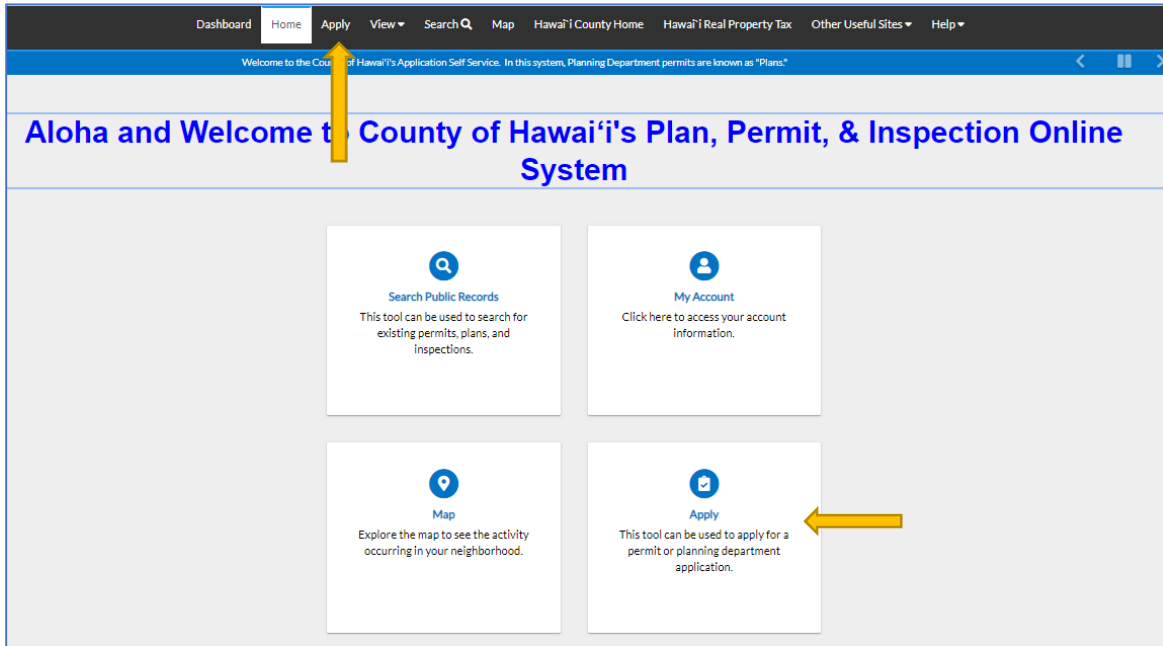 Dashboard Home Apply View Search Map Hawai`i County Home Hawai`i Real Property Tax Other Useful Sites Help
Welcome to the County of Hawai'i's Application Self Service. In this system, Planning Department permits are known as "Plans."
Aloha and Welcome to County of Hawai‘i's Plan, Permit, & Inspection Online
System
Search Public Records
This tool can be used to search for
existing permits, plans, and
inspections.
My Account
Click here to access your account
information.
Map
Explore the map to see the activity
occurring in your neighborhood.
Apply
This tool can be used to apply for a
permit or planning department
application.